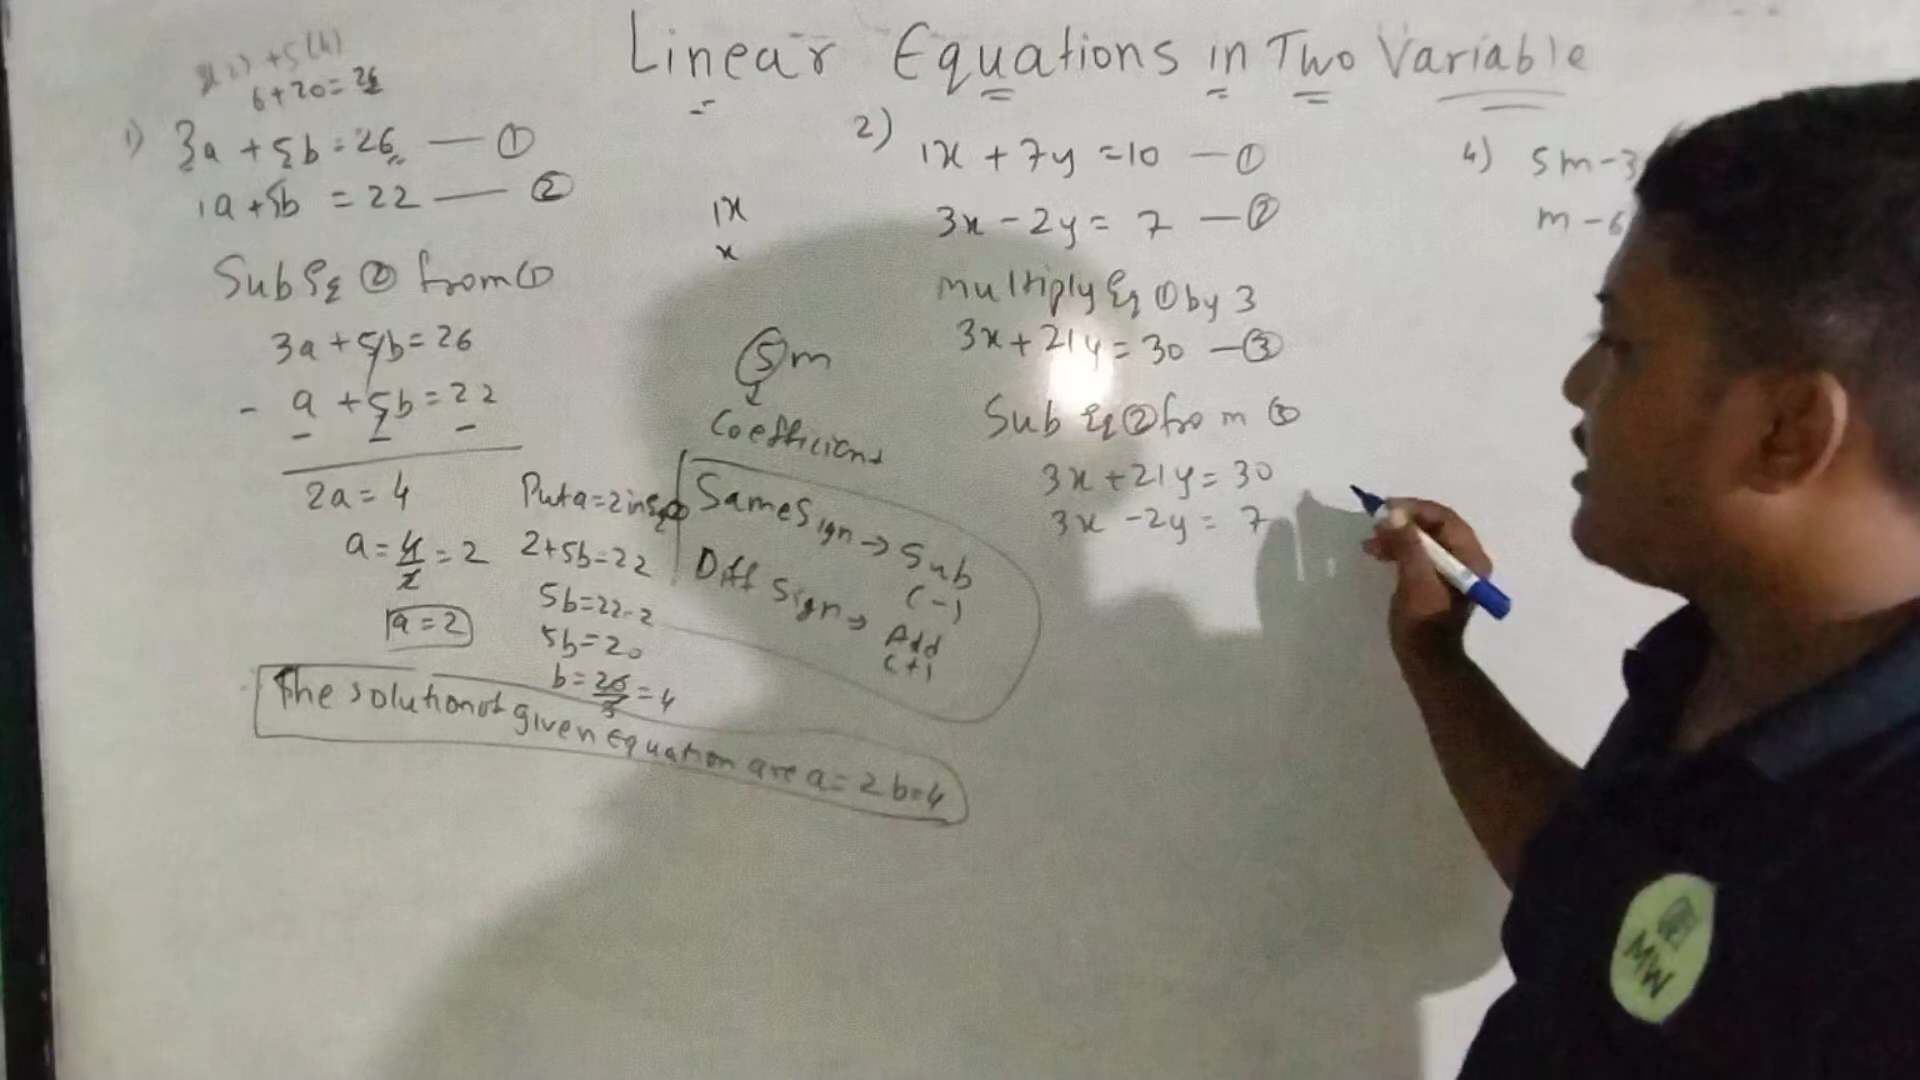 Linear Equations in Two Variable
+5(4)
6+20=26
1) 3a + 5b = 26 — ①
1a + 5b = 22 — ②
Sub Eq ② from ①
3a + 5b = 26
- a + 5b = 22
- - -
2a = 4
a = 4/2 = 2
a = 2
Put a = 2 in Eq ②
2 + 5b = 22
5b = 22 - 2
5b = 20
b = 20/5 = 4
The solution of given Equation are a = 2 b = 4
1x
x
5m
Coefficient
Same Sign → Sub
(-)
Diff Sign → Add
(+)
2) 1x + 7y = 10 — ①
3x - 2y = 7 — ②
Multiply Eq ① by 3
3x + 21y = 30 — ③
Sub Eq ② from ③
3x + 21y = 30
3x - 2y = 7
4) 5m - 3
m - 6
MW